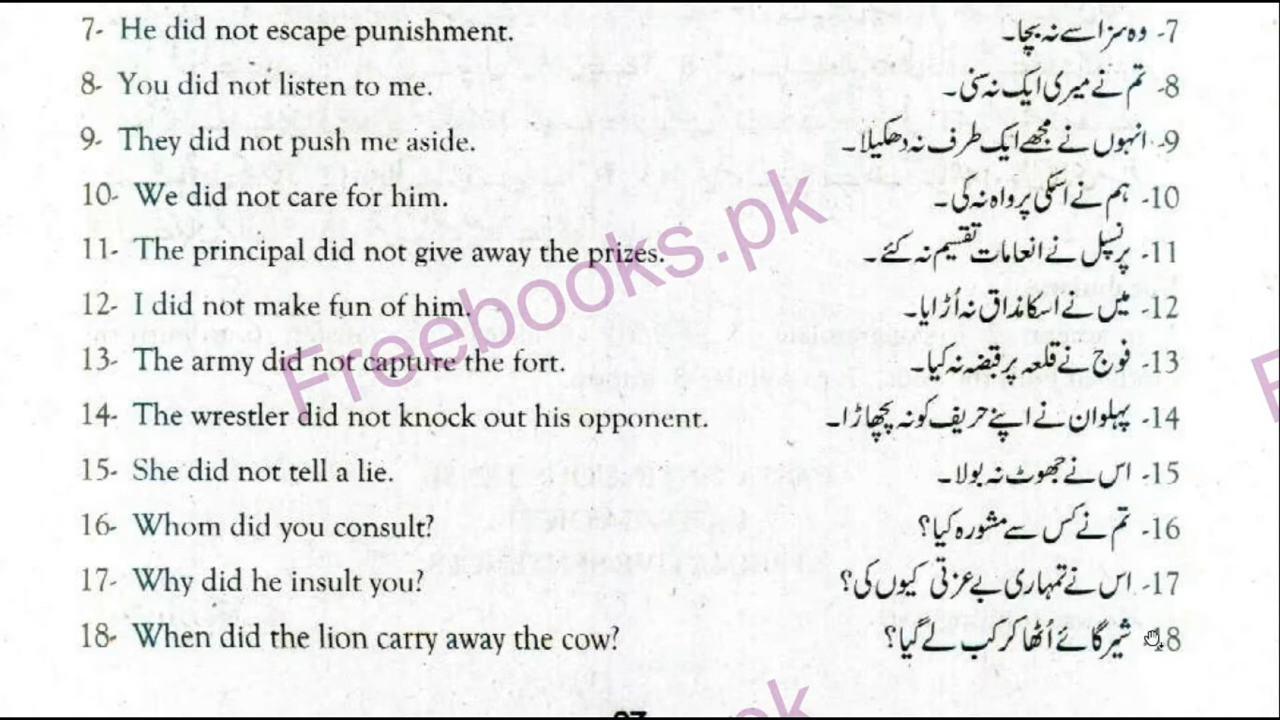 7- He did not escape punishment. 7- وہ سزا سے نہ بچا۔
8- You did not listen to me. 8- تم نے میری ایک نہ سنی۔
9- They did not push me aside. 9- انہوں نے مجھے ایک طرف نہ دھکیلا۔
10- We did not care for him. 10- ہم نے اسکی پرواہ نہ کی۔
11- The principal did not give away the prizes. 11- پرنسپل نے انعامات تقسیم نہ کئے۔
12- I did not make fun of him. 12- میں نے اسکا مذاق نہ اڑایا۔
13- The army did not capture the fort. 13- فوج نے قلعہ پر قبضہ نہ کیا۔
14- The wrestler did not knock out his opponent. 14- پہلوان نے اپنے حریف کو نہ پچھاڑا۔
15- She did not tell a lie. 15- اس نے جھوٹ نہ بولا۔
16- Whom did you consult? 16- تم نے کس سے مشورہ کیا؟
17- Why did he insult you? 17- اس نے تمہاری بے عزتی کیوں کی؟
18- When did the lion carry away the cow? 8 شیر گائے اٹھا کر کب لے گیا؟
Freebooks.pk